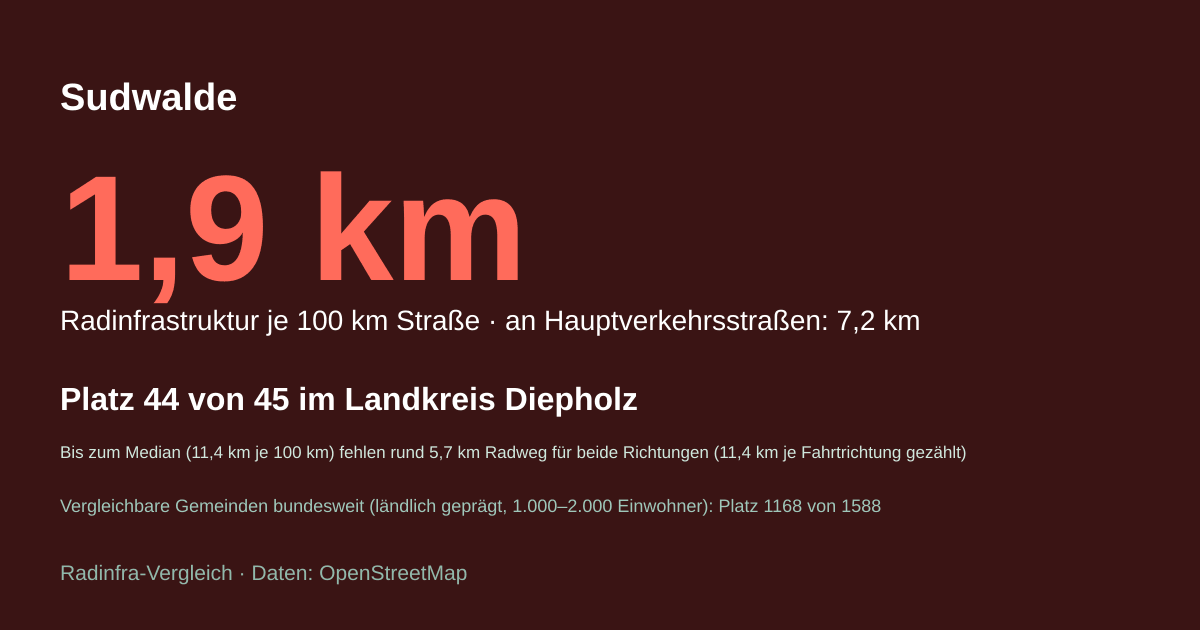 Sudwalde
1,9 km
Radinfrastruktur je 100 km Straße · an Hauptverkehrsstraßen: 7,2 km
Platz 44 von 45 im Landkreis Diepholz
Bis zum Median (11,4 km je 100 km) fehlen rund 5,7 km Radweg für beide Richtungen (11,4 km je Fahrtrichtung gezählt)
Vergleichbare Gemeinden bundesweit (ländlich geprägt, 1.000–2.000 Einwohner): Platz 1168 von 1588
Radinfra-Vergleich · Daten: OpenStreetMap